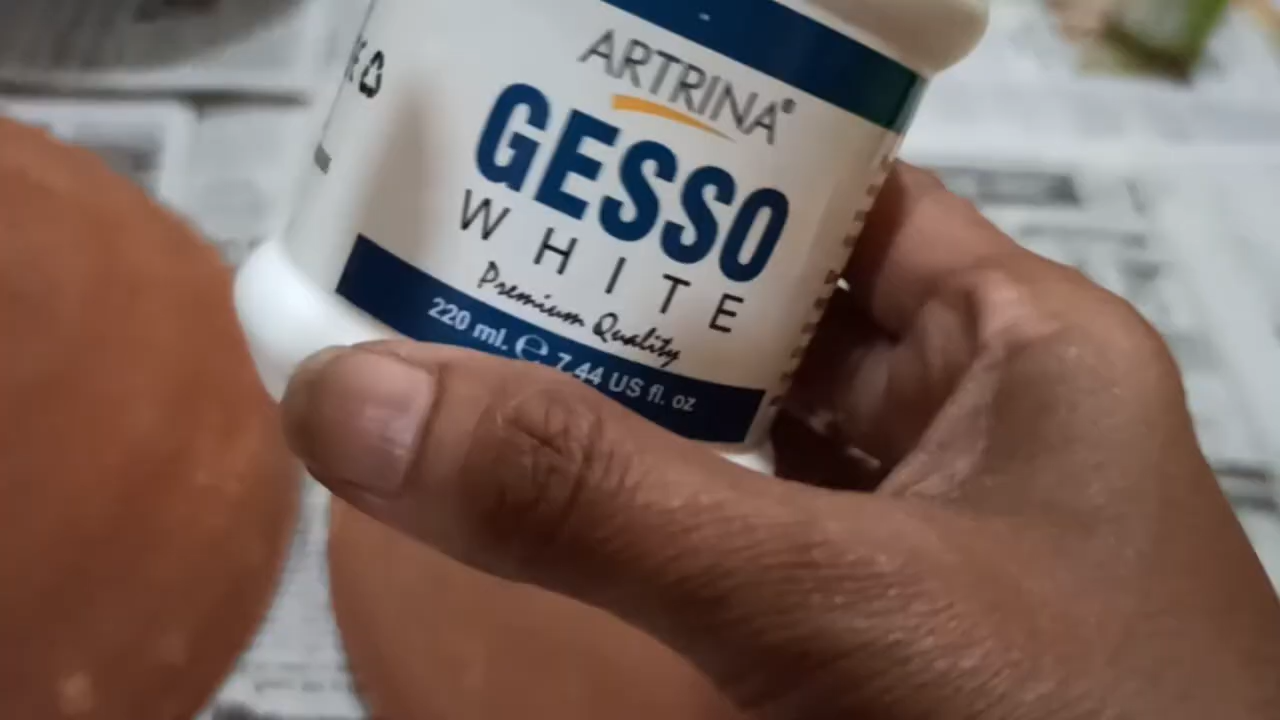 ARTRINA®
GESSO
WHITE
Premium Quality
220 ml. ℮ 7.44 US fl. oz